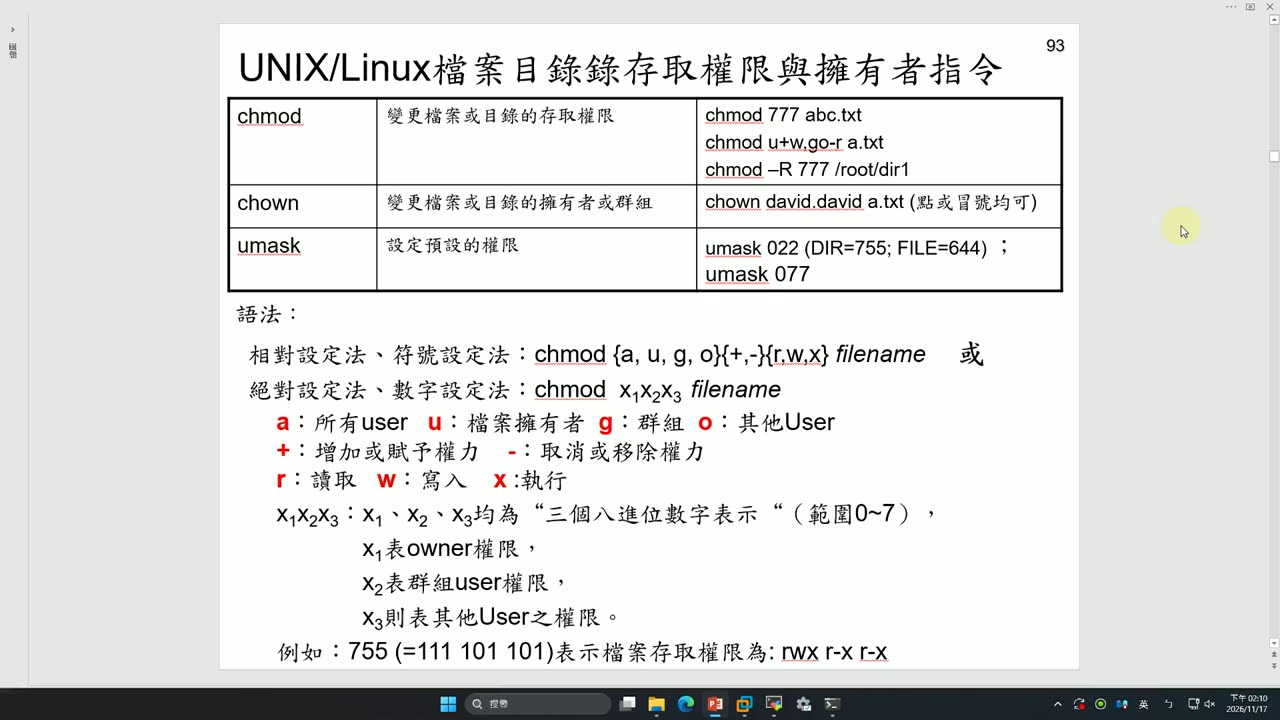 93
UNIX/Linux檔案目錄錄存取權限與擁有者指令
chmod 變更檔案或目錄的存取權限 chmod 777 abc.txt
chmod u+w,go-r a.txt
chmod –R 777 /root/dir1
chown 變更檔案或目錄的擁有者或群組 chown david.david a.txt (點或冒號均可)
umask 設定預設的權限 umask 022 (DIR=755; FILE=644) ；
umask 077
語法：
相對設定法、符號設定法：chmod {a, u, g, o}{+,-}{r,w,x} filename 或
絕對設定法、數字設定法：chmod x₁x₂x₃ filename
a：所有user u：檔案擁有者 g：群組 o：其他User
+：增加或賦予權力 -：取消或移除權力
r：讀取 w：寫入 x :執行
x₁x₂x₃：x₁、x₂、x₃均為“三個八進位數字表示“（範圍0~7），
x₁表owner權限，
x₂表群組user權限，
x₃則表其他User之權限。
例如：755 (=111 101 101)表示檔案存取權限為: rwx r-x r-x
搜尋
英
ㄅ
下午 02:10
2026/11/17